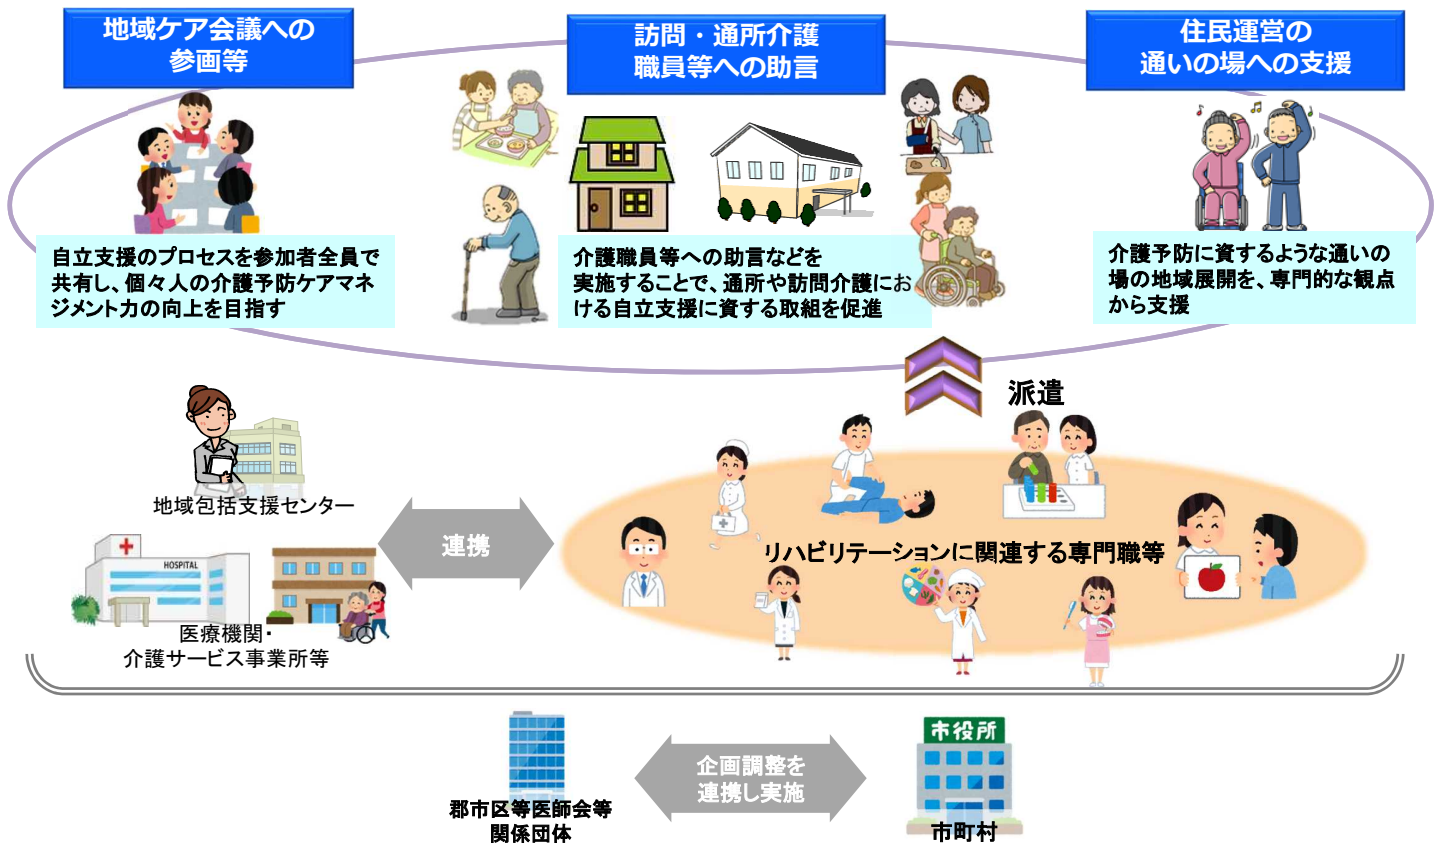 地域ケア会議への
参画等
訪問・通所介護
職員等への助言
住民運営の
通いの場への支援
自立支援のプロセスを参加者全員で
共有し、個々人の介護予防ケアマネ
ジメント力の向上を目指す
介護職員等への助言などを
実施することで、通所や訪問介護にお
ける自立支援に資する取組を促進
介護予防に資するような通いの
場の地域展開を、専門的な観点
から支援
派遣
地域包括支援センター
連携
リハビリテーションに関連する専門職等
HOSPITAL
医療機関・
介護サービス事業所等
市役所
企画調整を
連携し実施
郡市区等医師会等
関係団体
市町村